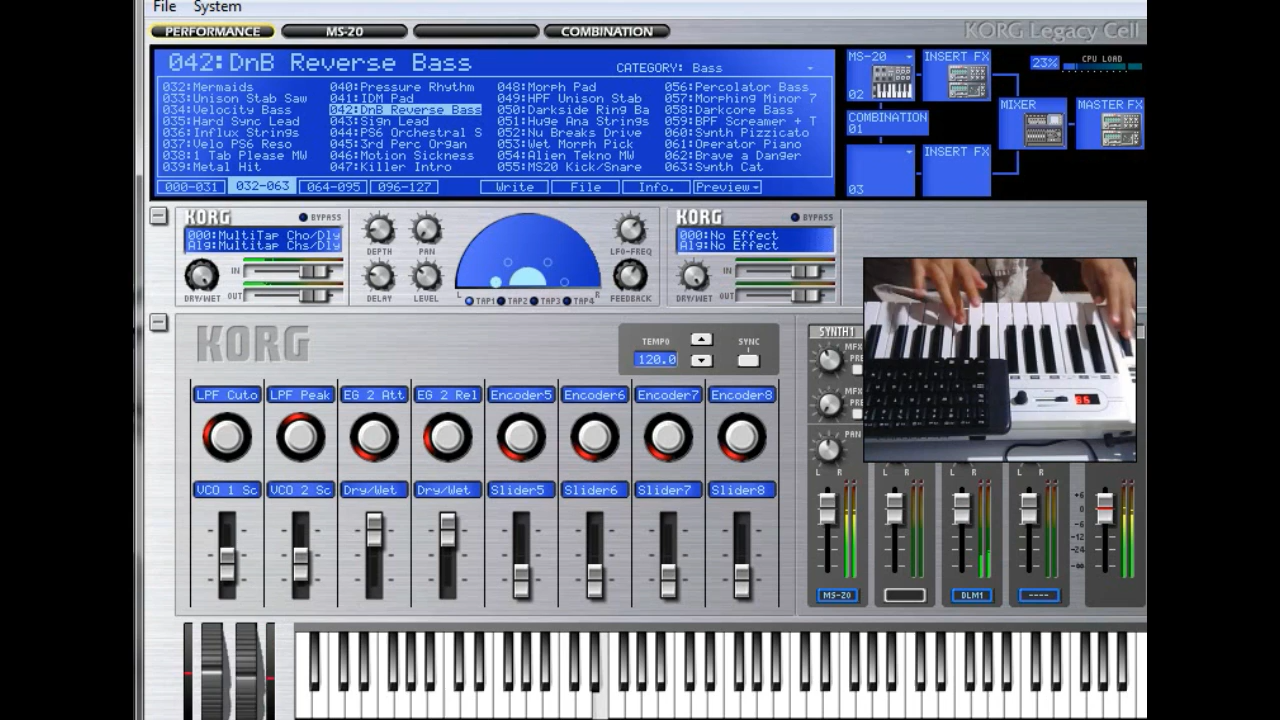 File System
PERFORMANCE MS-20 COMBINATION
KORG Legacy Cell
042:DnB Reverse Bass
CATEGORY: Bass
032:Mermaids 040:Pressure Rhythm 048:Morph Pad 056:Percolator Bass
033:Unison Stab Saw 041:IDM Pad 049:HPF Unison Stab 057:Morphing Minor 7
034:Velocity Bass 042:DnB Reverse Bass 050:Darkside Ring Ba 058:Darkcore Bass
035:Hard Sync Lead 043:Sign Lead 051:Huge Ana Strings 059:BPF Screamer + T
036:Influx Strings 044:PS6 Orchestral S 052:Nu Breaks Drive 060:Synth Pizzicato
037:Velo PS6 Reso 045:3rd Perc Organ 053:Wet Morph Pick 061:Operator Piano
038:1 Tab Please MW 046:Motion Sickness 054:Alien Tekno MW 062:Brave a Danger
039:Metal Hit 047:Killer Intro 055:MS20 Kick/Snare 063:Synth Cat
000-031 032-063 064-095 096-127 Write File Info. Preview
MS-20 INSERT FX 23% CPU LOAD
02
MIXER MASTER FX
COMBINATION
01
INSERT FX
03
KORG BYPASS
000:MultiTap Cho/Dly
A19:Multitap Chs/Dly
DRY/WET IN OUT
DEPTH PAN
DELAY LEVEL
L R
TAP1 TAP2 TAP3 TAP4
LFO-FREQ
FEEDBACK
KORG BYPASS
000:No Effect
A19:No Effect
DRY/WET IN OUT
KORG
TEMPO SYNC
120.0
LPF Cuto LPF Peak EG 2 Att EG 2 Rel Encoder5 Encoder6 Encoder7 Encoder8
VCO 1 Sc VCO 2 Sc Dry/Wet Dry/Wet Slider5 Slider6 Slider7 Slider8
SYNTH1
MFX
PRE
MFX
PRE
PAN
L R L R L R L R
+6
0
-6
-12
-24
-∞
MS-20 DLM1 ----